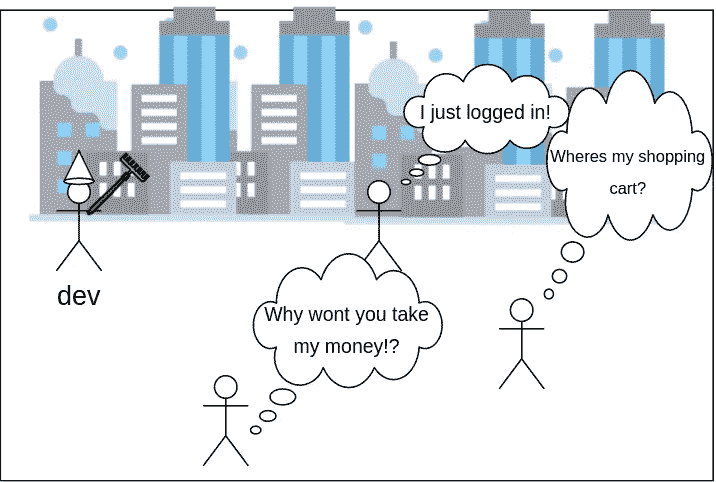 I just logged in!
Wheres my shopping
cart?
dev
Why wont you take
my money!?